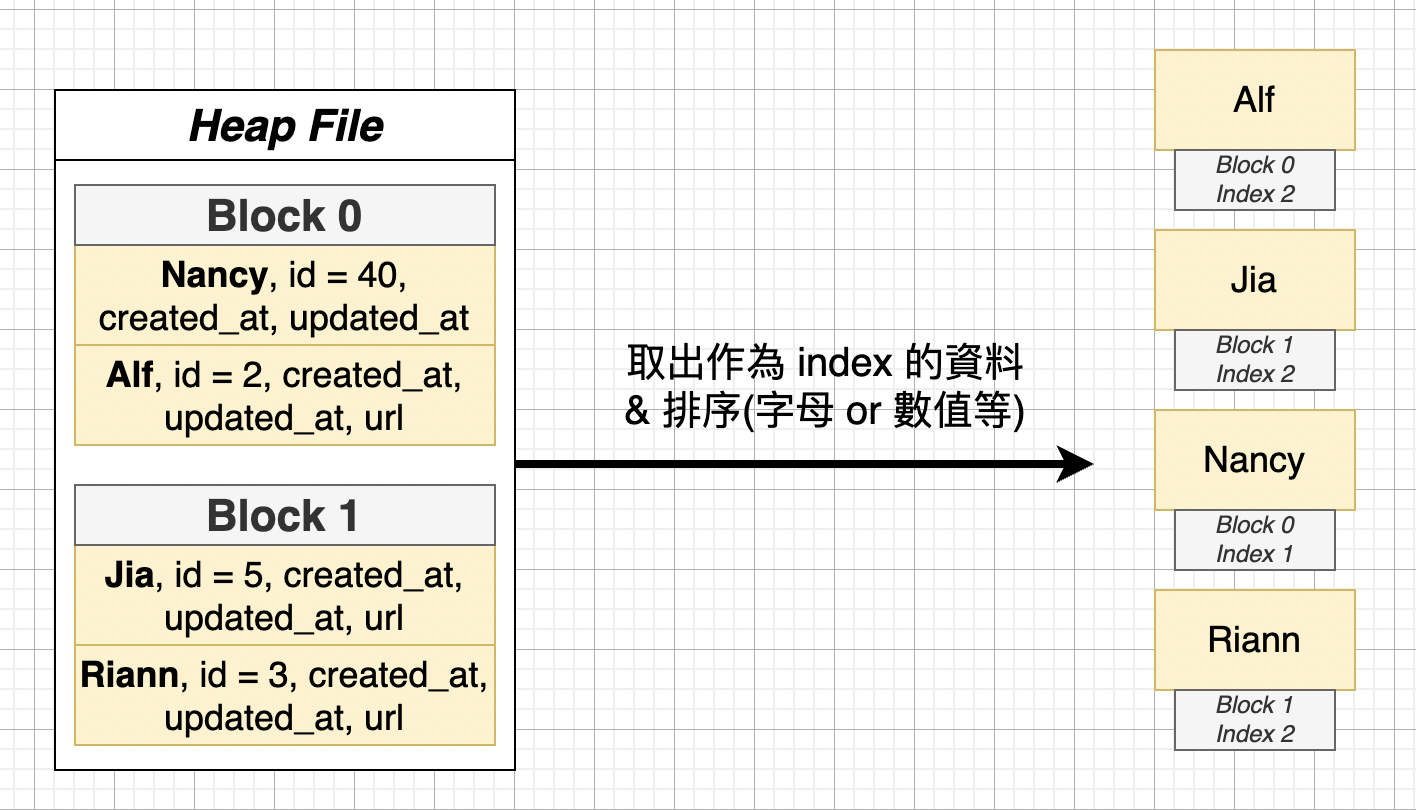 Heap File
Block 0
Nancy, id = 40,
created_at, updated_at
Alf, id = 2, created_at,
updated_at, url
Block 1
Jia, id = 5, created_at,
updated_at, url
Riann, id = 3, created_at,
updated_at, url
取出作為 index 的資料
& 排序(字母 or 數值等)
Alf
Block 0
Index 2
Jia
Block 1
Index 2
Nancy
Block 0
Index 1
Riann
Block 1
Index 2